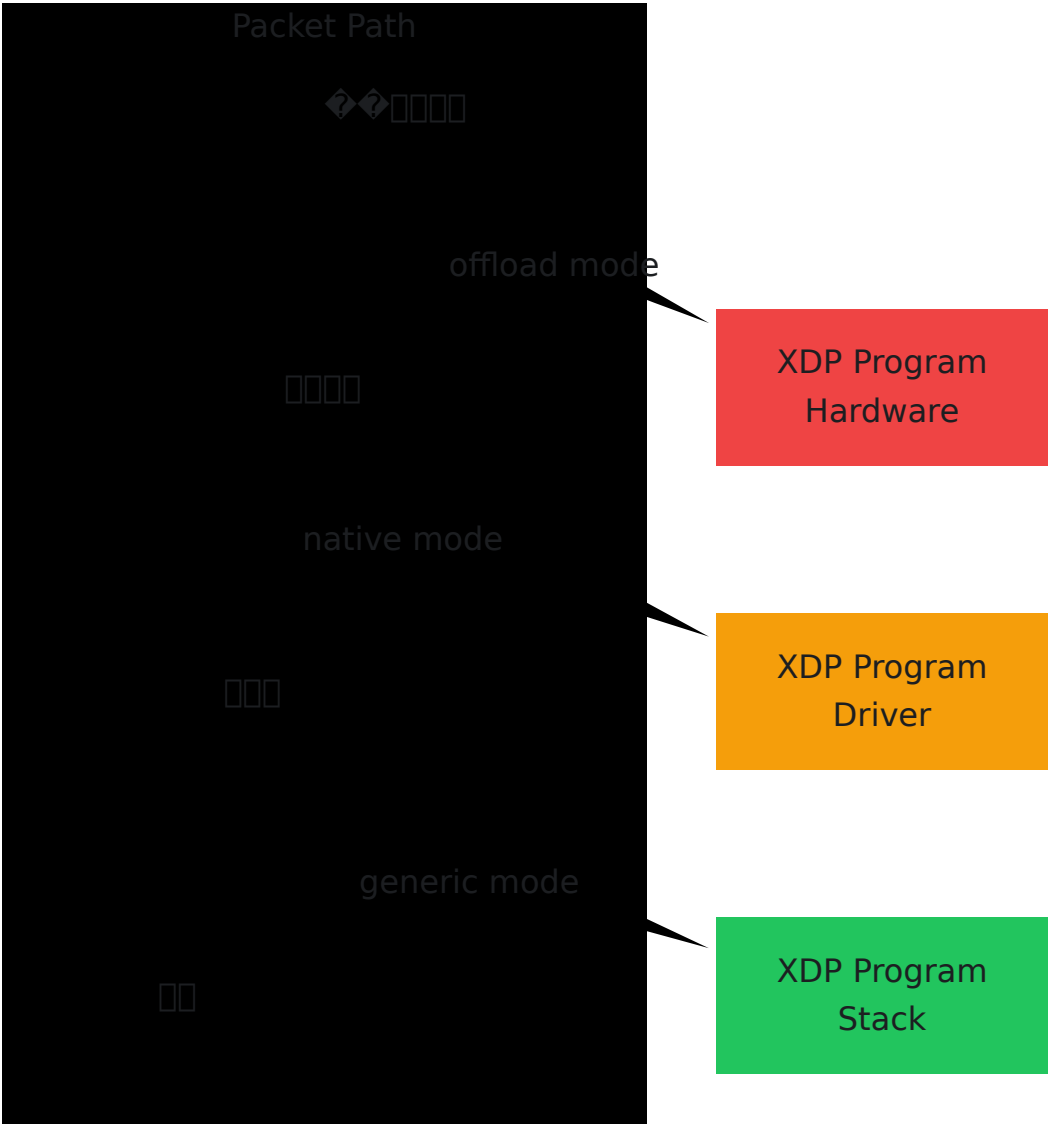 Packet Path
offload mode
XDP Program
Hardware
native mode
XDP Program
Driver
generic mode
XDP Program
Stack